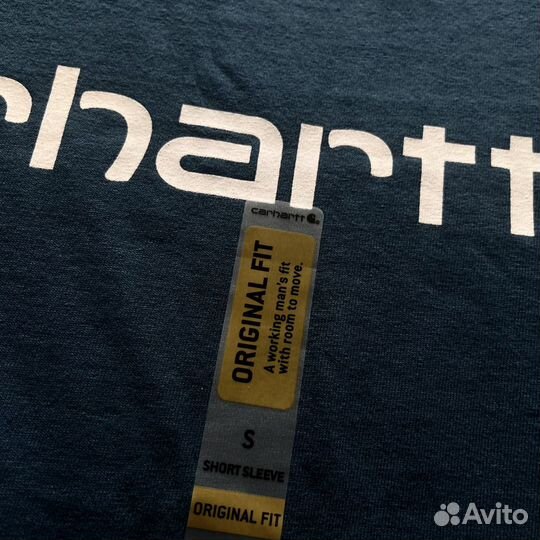 rhartt
carhartt
ORIGINAL FIT
A working man's fit
with room to move.
S
SHORT SLEEVE
ORIGINAL FIT
Avito